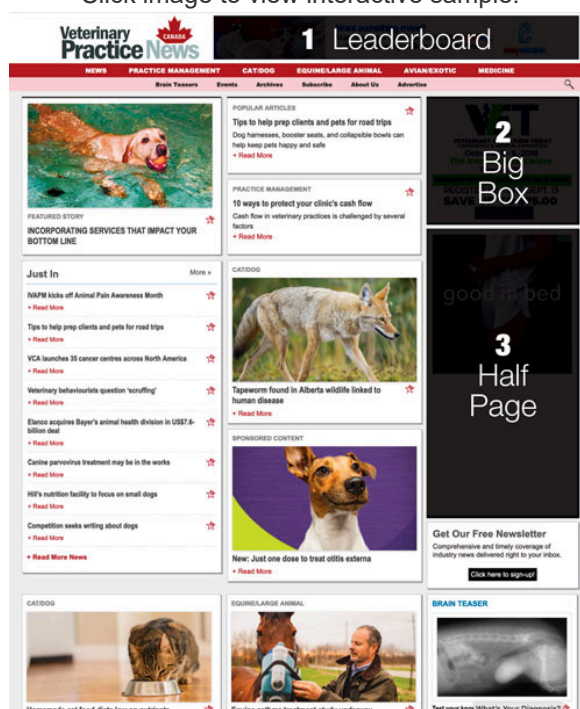 Click image to view interactive sample.
Veterinary
Practice News
CANADA
1 Leaderboard
NEWS PRACTICE MANAGEMENT CAT/DOG EQUINE/LARGE ANIMAL AVIAN/EXOTIC MEDICINE
Brain Teasers Events Archives Subscribe About Us Advertise
FEATURED STORY
INCORPORATING SERVICES THAT IMPACT YOUR
BOTTOM LINE
POPULAR ARTICLES
Tips to help prep clients and pets for road trips
Dog harnesses, booster seats, and collapsible bowls can
help keep pets happy and safe
+ Read More
PRACTICE MANAGEMENT
10 ways to protect your clinic's cash flow
Cash flow in veterinary practices is challenged by several
factors
+ Read More
2
Big
Box
VET
SAVE
Just In
More »
IVAPM kicks off Animal Pain Awareness Month
+ Read More
Tips to help prep clients and pets for road trips
+ Read More
VCA launches 35 cancer centres across North America
+ Read More
Veterinary behaviourists question 'scruffing'
+ Read More
Elanco acquires Bayer's animal health division in US$7.6-
billion deal
+ Read More
Canine parvovirus treatment may be in the works
+ Read More
Hill's nutrition facility to focus on small dogs
+ Read More
Competition seeks writing about dogs
+ Read More
+ Read More News
CAT/DOG
Tapeworm found in Alberta wildlife linked to
human disease
+ Read More
SPONSORED CONTENT
New: Just one dose to treat otitis externa
+ Read More
good in bed
3
Half
Page
Get Our Free Newsletter
Comprehensive and timely coverage of
industry news delivered right to your inbox.
Click here to sign-up!
CAT/DOG
EQUINE/LARGE ANIMAL
BRAIN TEASER
What's Your Diagnosis?